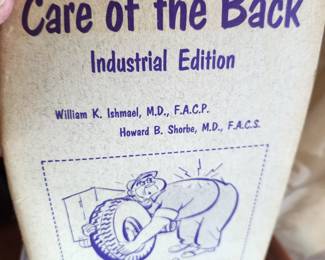 Care of the Back
Industrial Edition
William K. Ishmael, M.D., F.A.C.P.
Howard B. Shorbe, M.D., F.A.C.S.